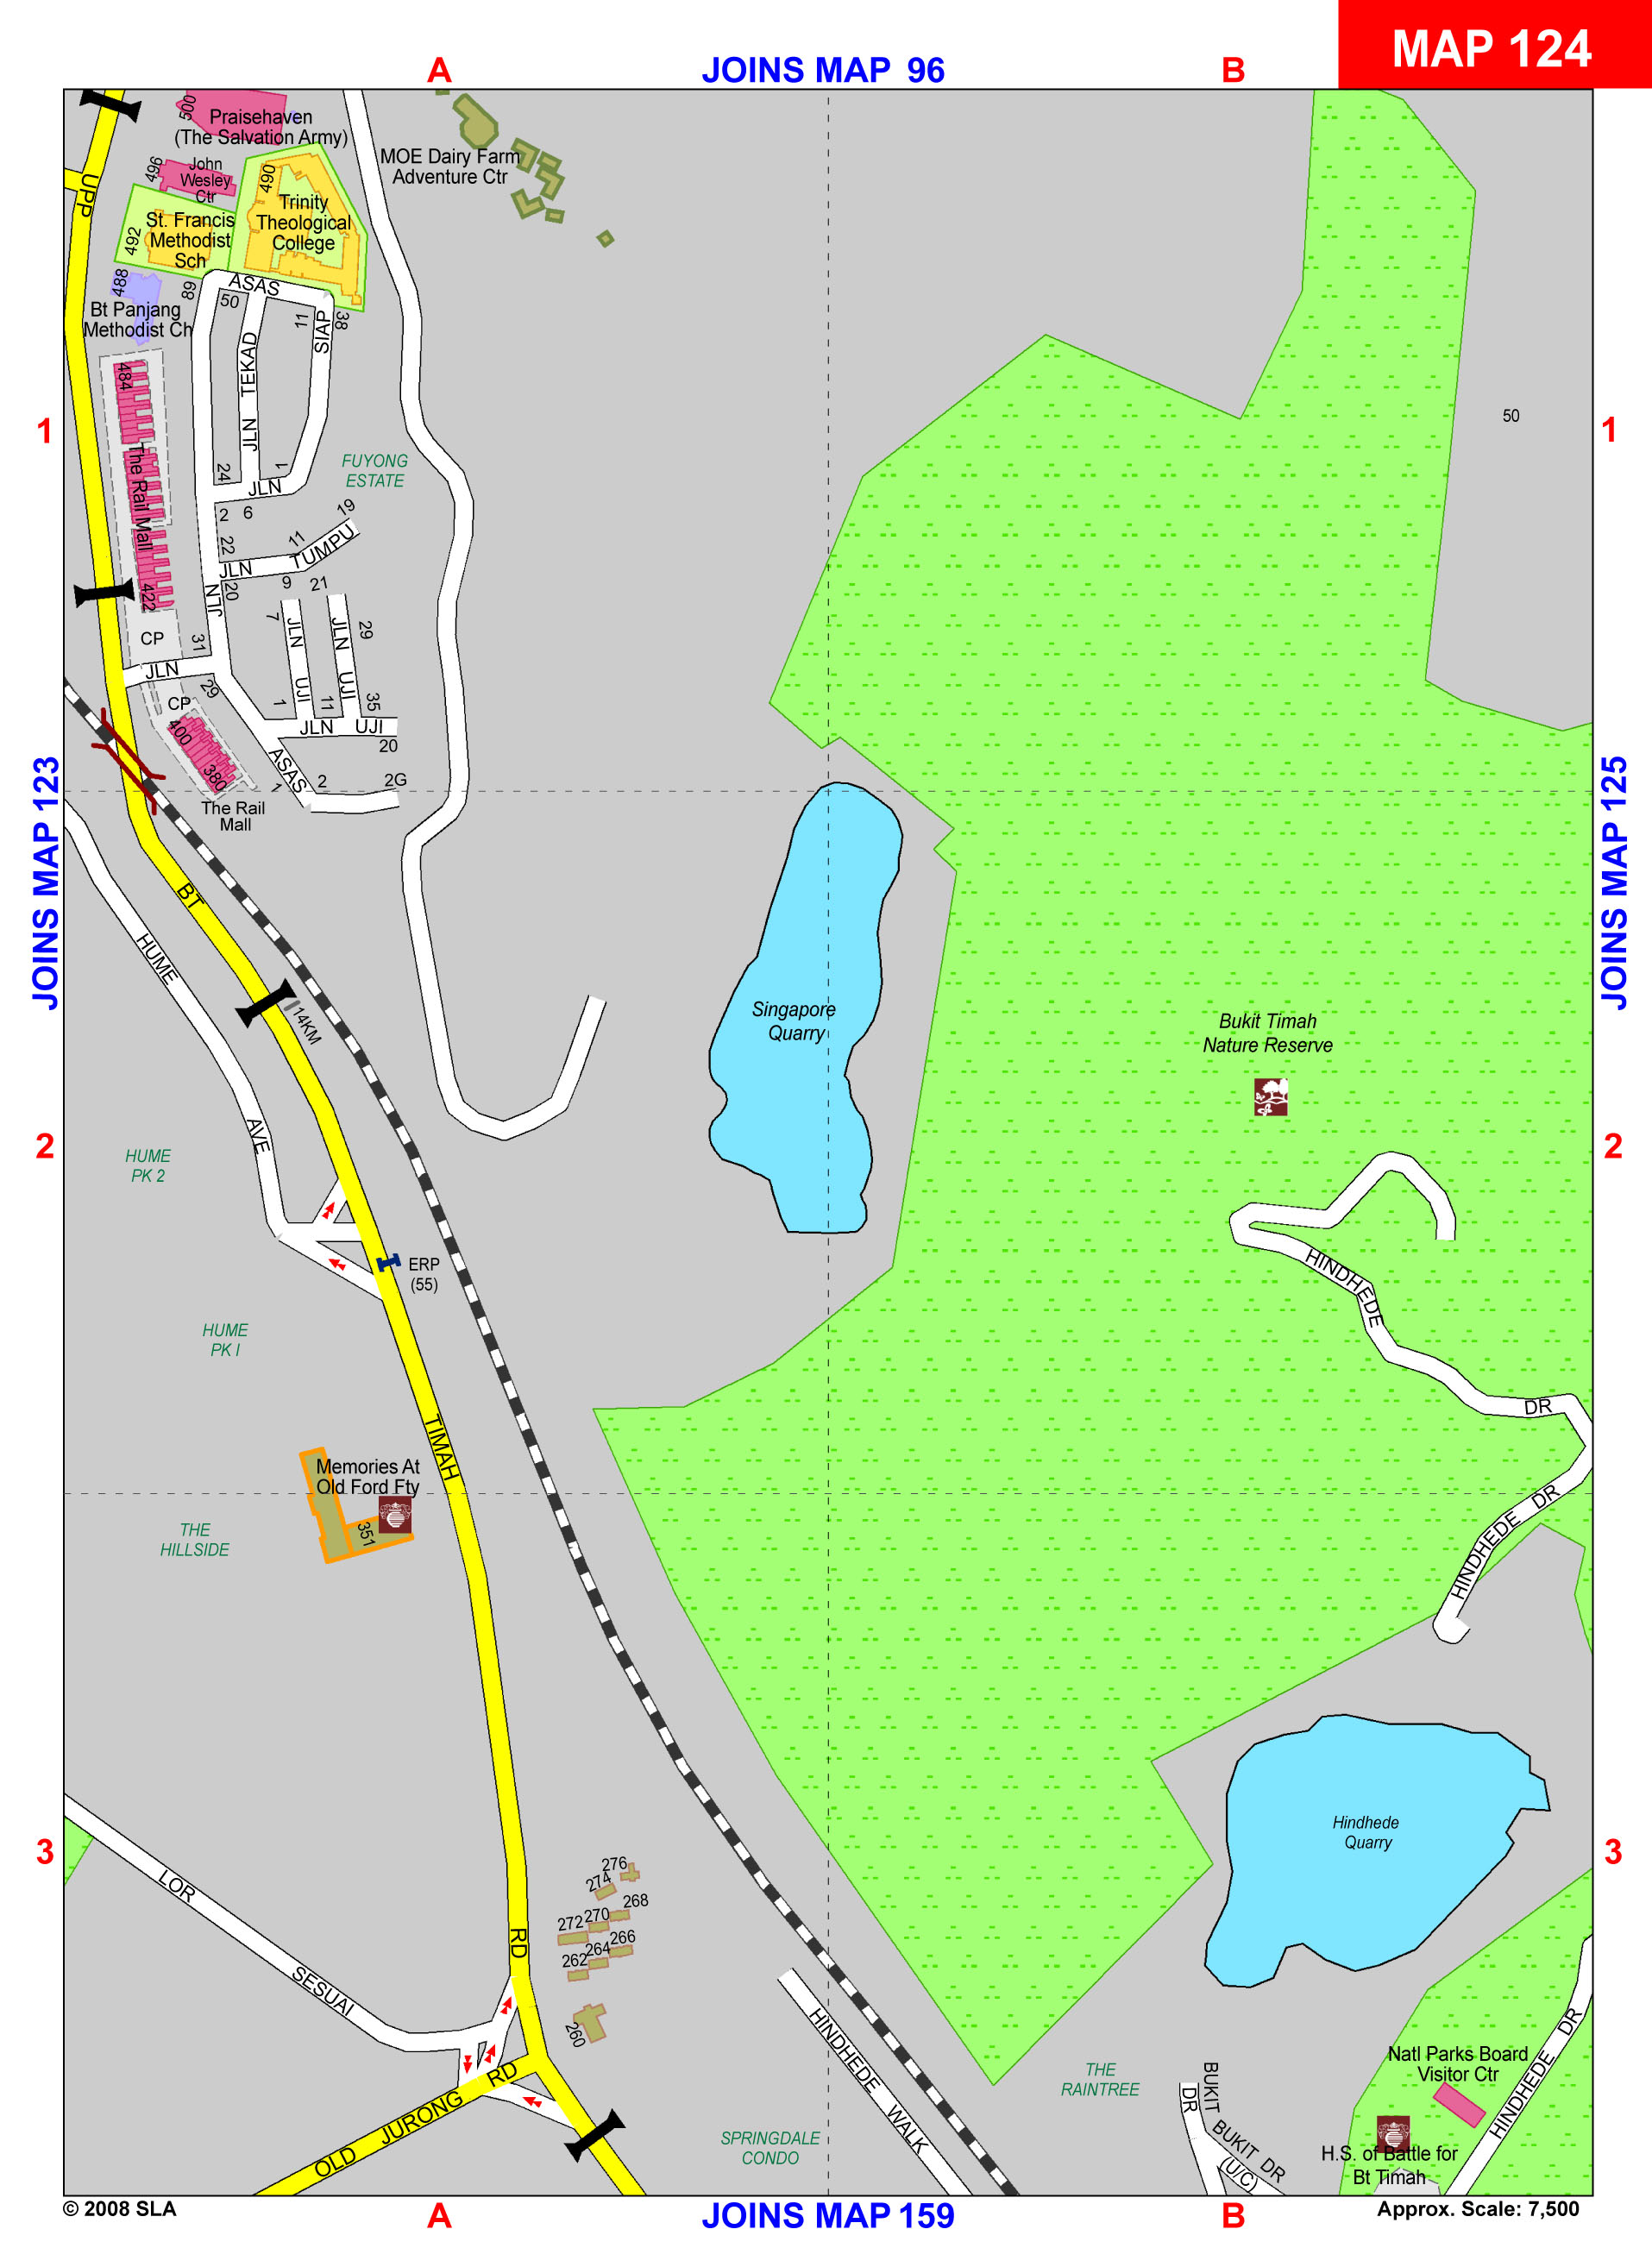 MAP 124
A
JOINS MAP 96
B
500
Praisehaven
(The Salvation Army)
MOE Dairy Farm
Adventure Ctr
496
John
Wesley
Ctr
490
Trinity
Theological
College
UPP
492
St. Francis
Methodist
Sch
488
89
ASAS
50
11
SIAP
38
Bt Panjang
Methodist Ch
JLN TEKAD
484
The Rail Mall
422
1
1
50
FUYONG
ESTATE
24
1
JLN
2
6
19
22
11
JLN
TUMPU
20
9
21
JLN
7
JLN UJI
JLN UJI
29
CP
31
JLN
29
1
11
35
CP
400
380
JLN UJI
20
ASAS
1
2
2G
The Rail
Mall
JOINS MAP 123
JOINS MAP 125
BT
HUME
14KM
Singapore
Quarry
Bukit Timah
Nature Reserve
AVE
2
2
HUME
PK 2
ERP
(55)
HINDHEDE
HUME
PK I
DR
TIMAH
Memories At
Old Ford Fty
351
HINDHEDE DR
THE
HILLSIDE
3
3
Hindhede
Quarry
LOR
SESUAI
276
274
268
272
270
266
264
262
RD
260
HINDHEDE WALK
HINDHEDE DR
Natl Parks Board
Visitor Ctr
THE
RAINTREE
BUKIT
DR
BUKIT DR
(U/C)
OLD JURONG RD
SPRINGDALE
CONDO
H.S. of Battle for
Bt Timah
© 2008 SLA
A
JOINS MAP 159
B
Approx. Scale: 7,500